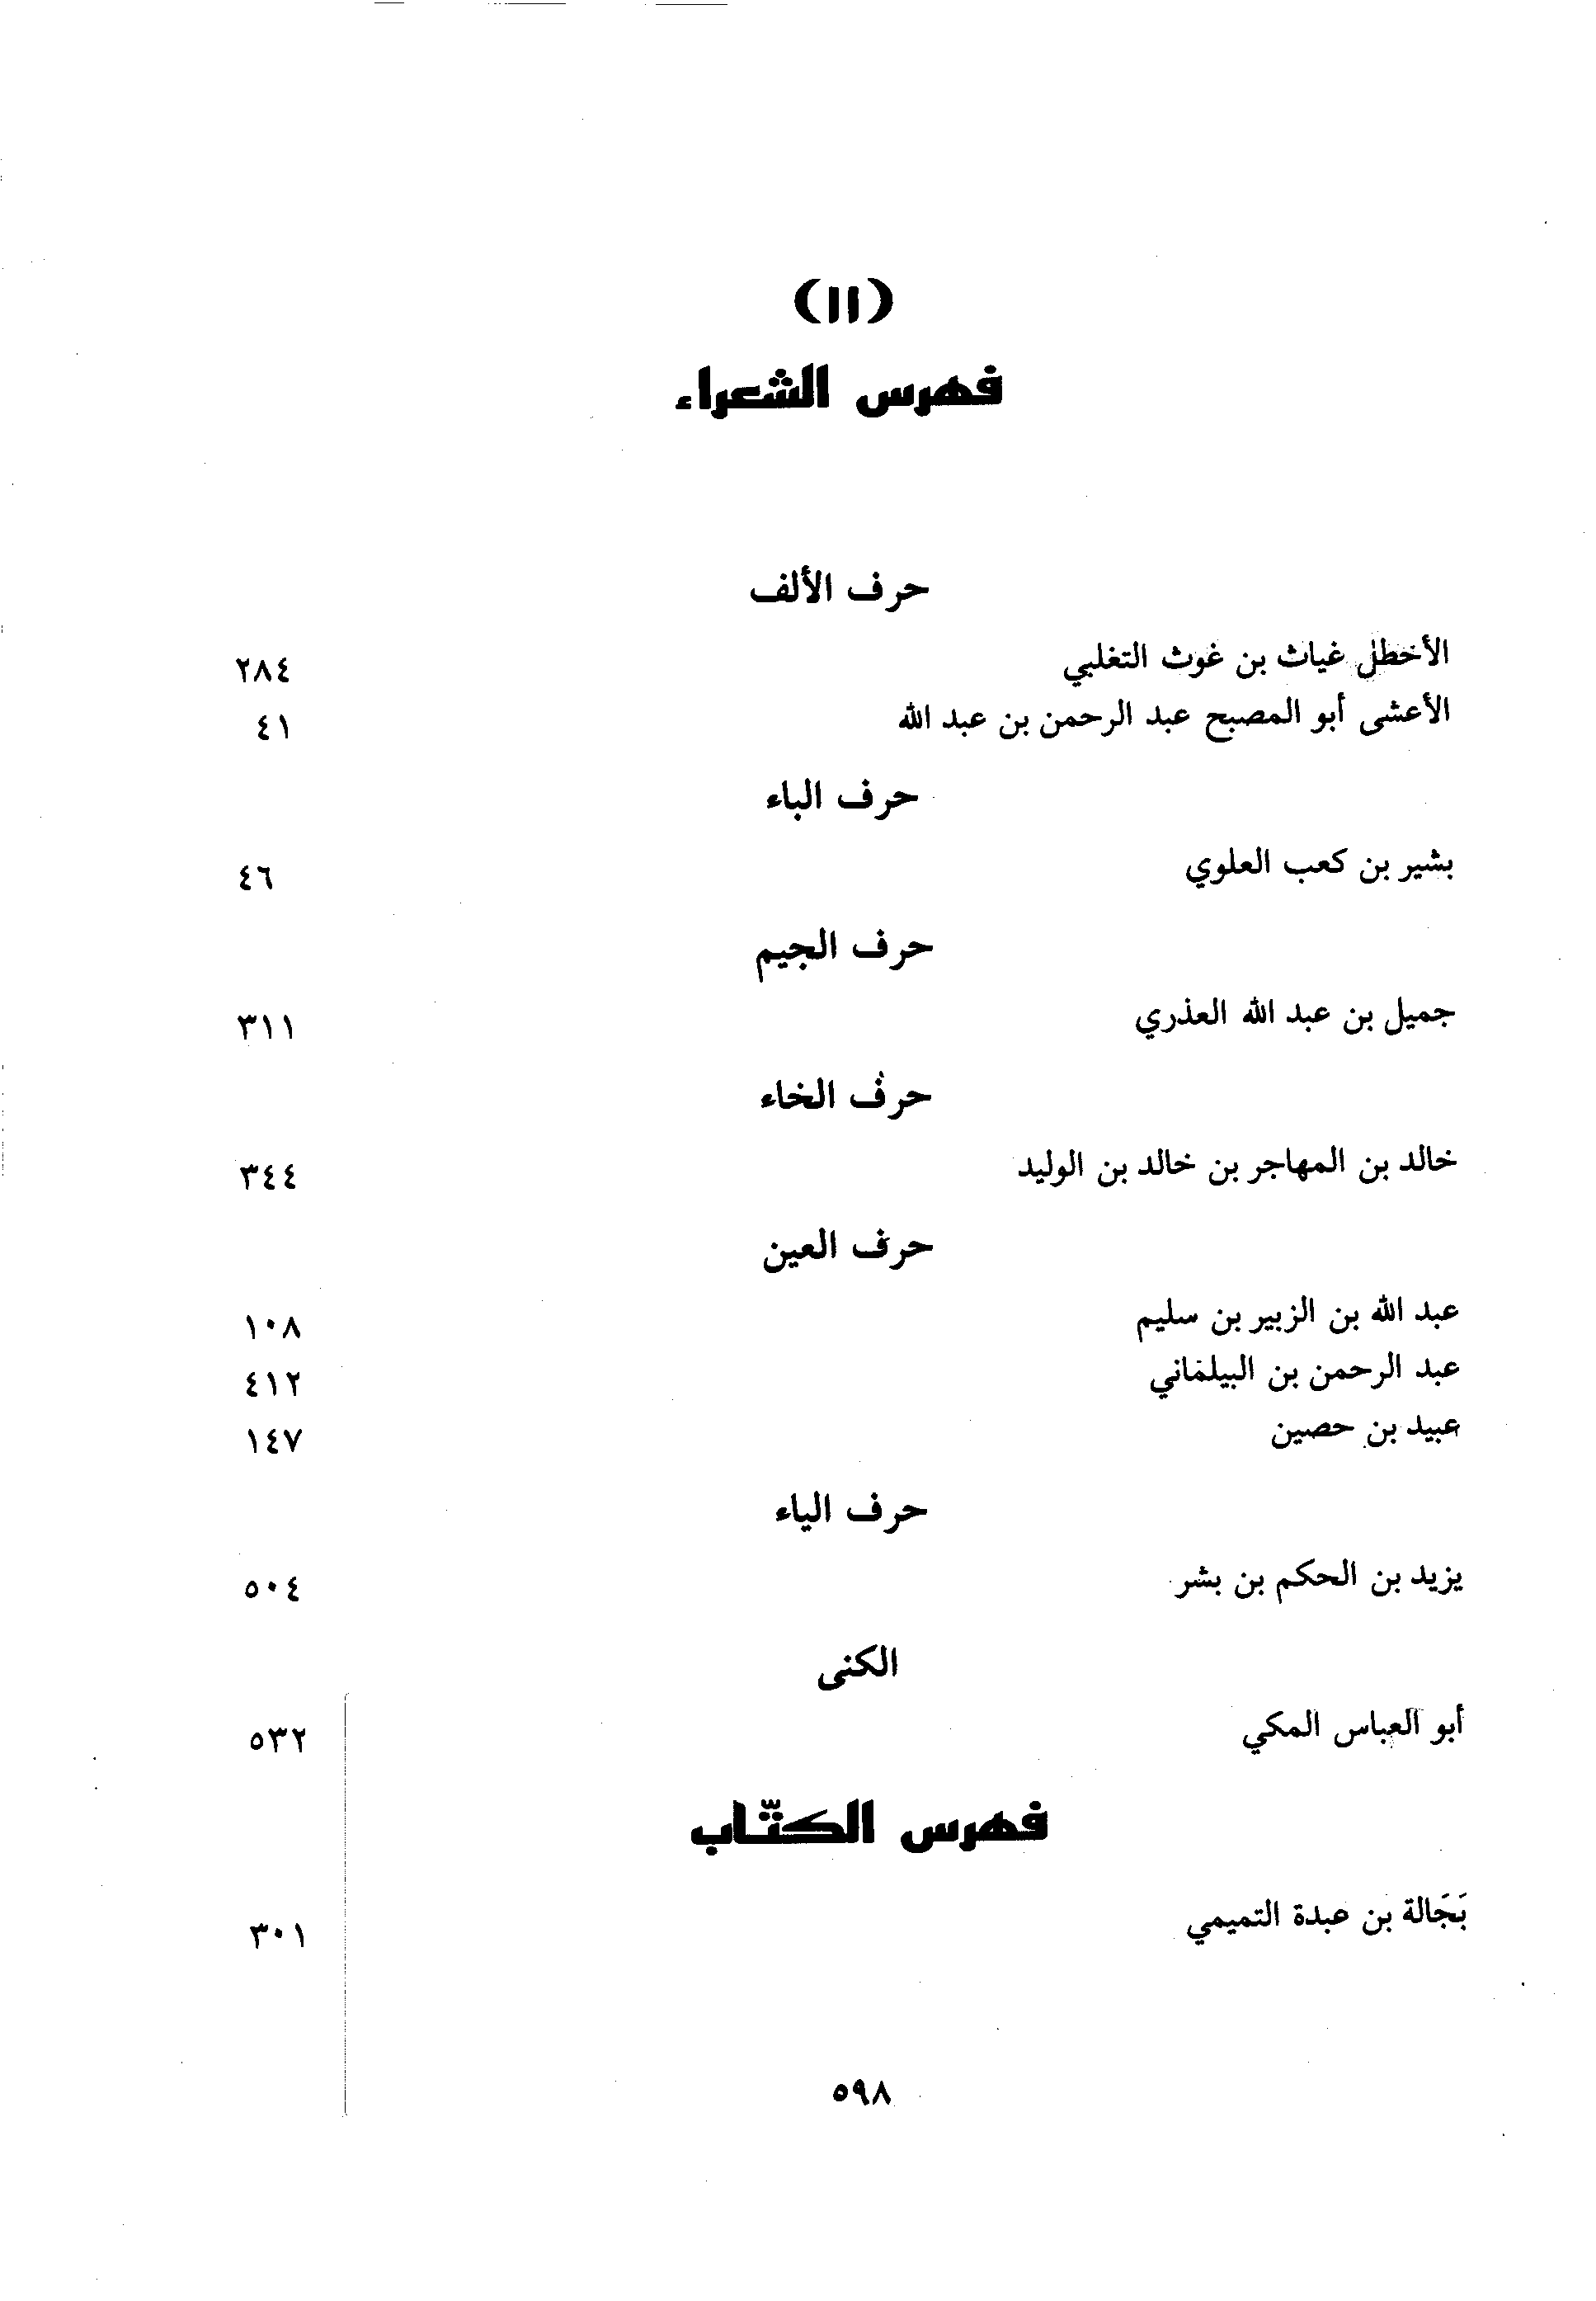 (١١)
فهرس الشعراء
حرف الألف
الأخطل غياث بن غوث التغلبي ٢٨٤
الأعشى أبو المصبح عبد الرحمن بن عبد الله ٤١
حرف الباء
بشير بن كعب العلوي ٤٦
حرف الجيم
جميل بن عبد الله العذري ٣١١
حرف الخاء
خالد بن المهاجر بن خالد بن الوليد ٣٤٤
حرف العين
عبد الله بن الزبير بن سليم ١٠٨
عبد الرحمن بن البيلماني ٤١٢
عبيد بن حصين ١٤٧
حرف الياء
يزيد بن الحكم بن بشر ٥٠٤
الكنى
أبو العباس المكي ٥٣٢
فهرس الكتّاب
بَجَالة بن عبدة التميمي ٣٠١
٥٩٨